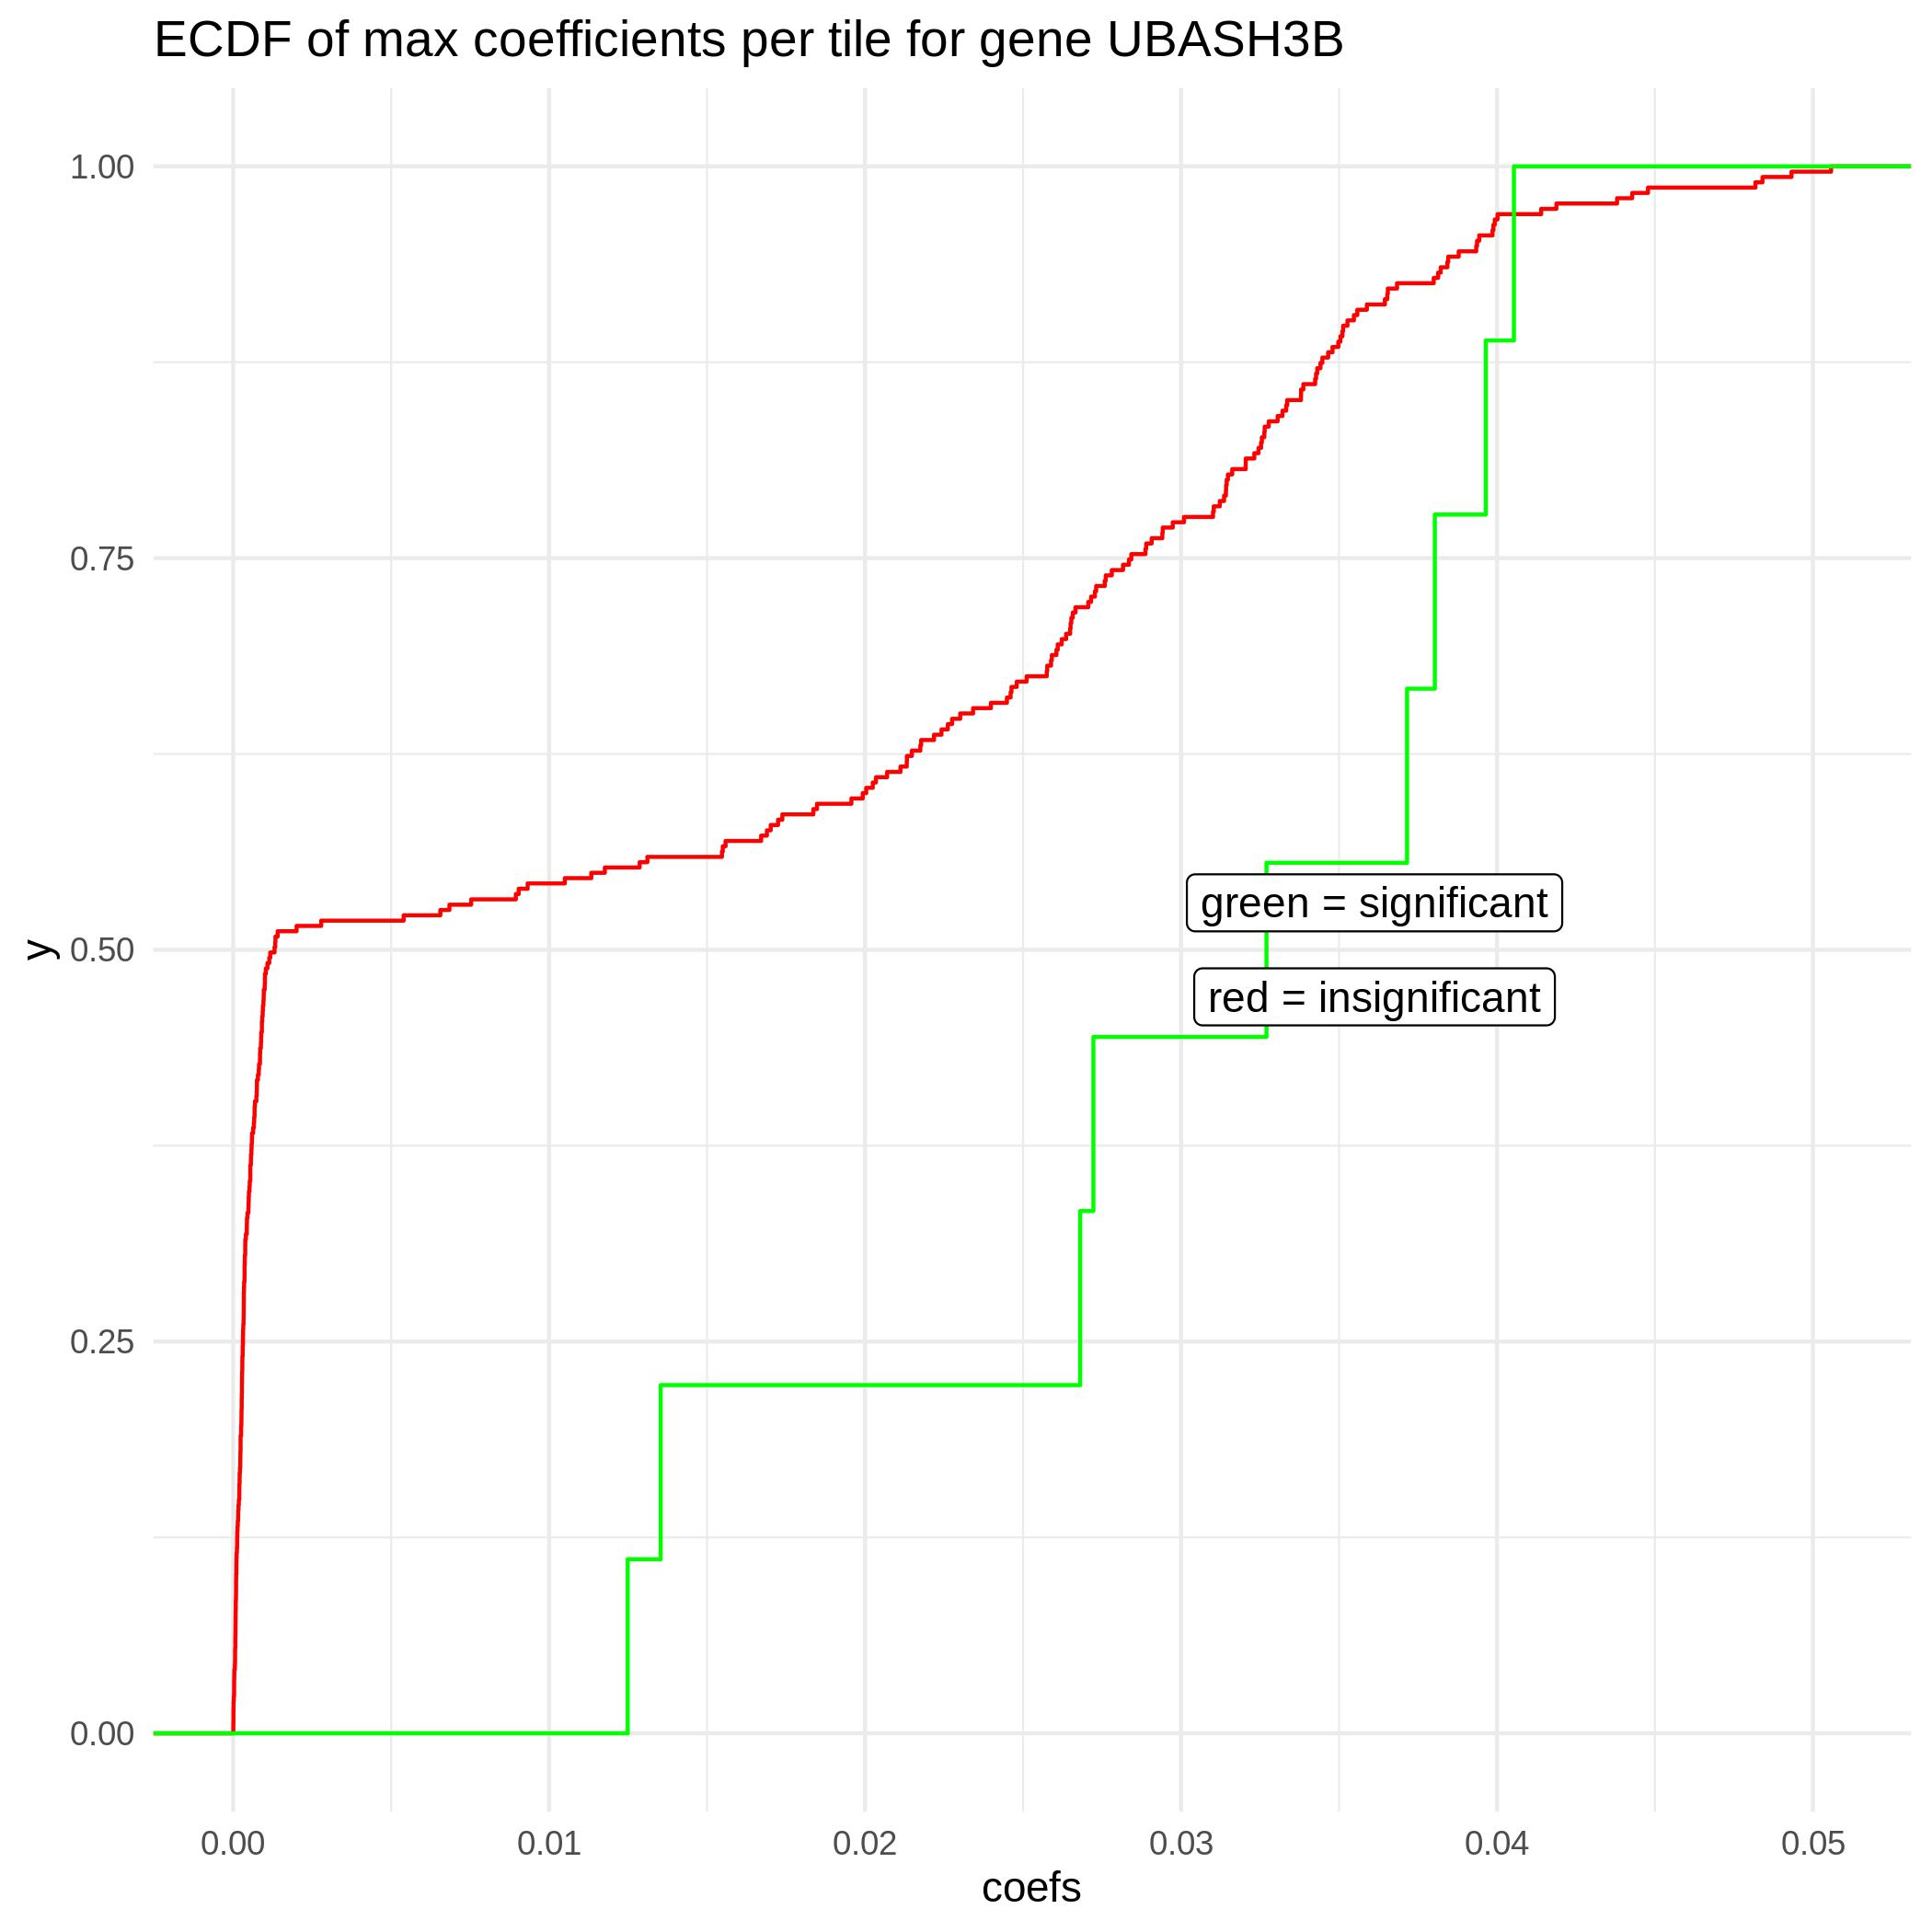 ECDF of max coefficients per tile for gene UBASH3B
1.00
0.75
0.50
0.25
0.00
y
green = significant
red = insignificant
0.00 0.01 0.02 0.03 0.04 0.05
coefs